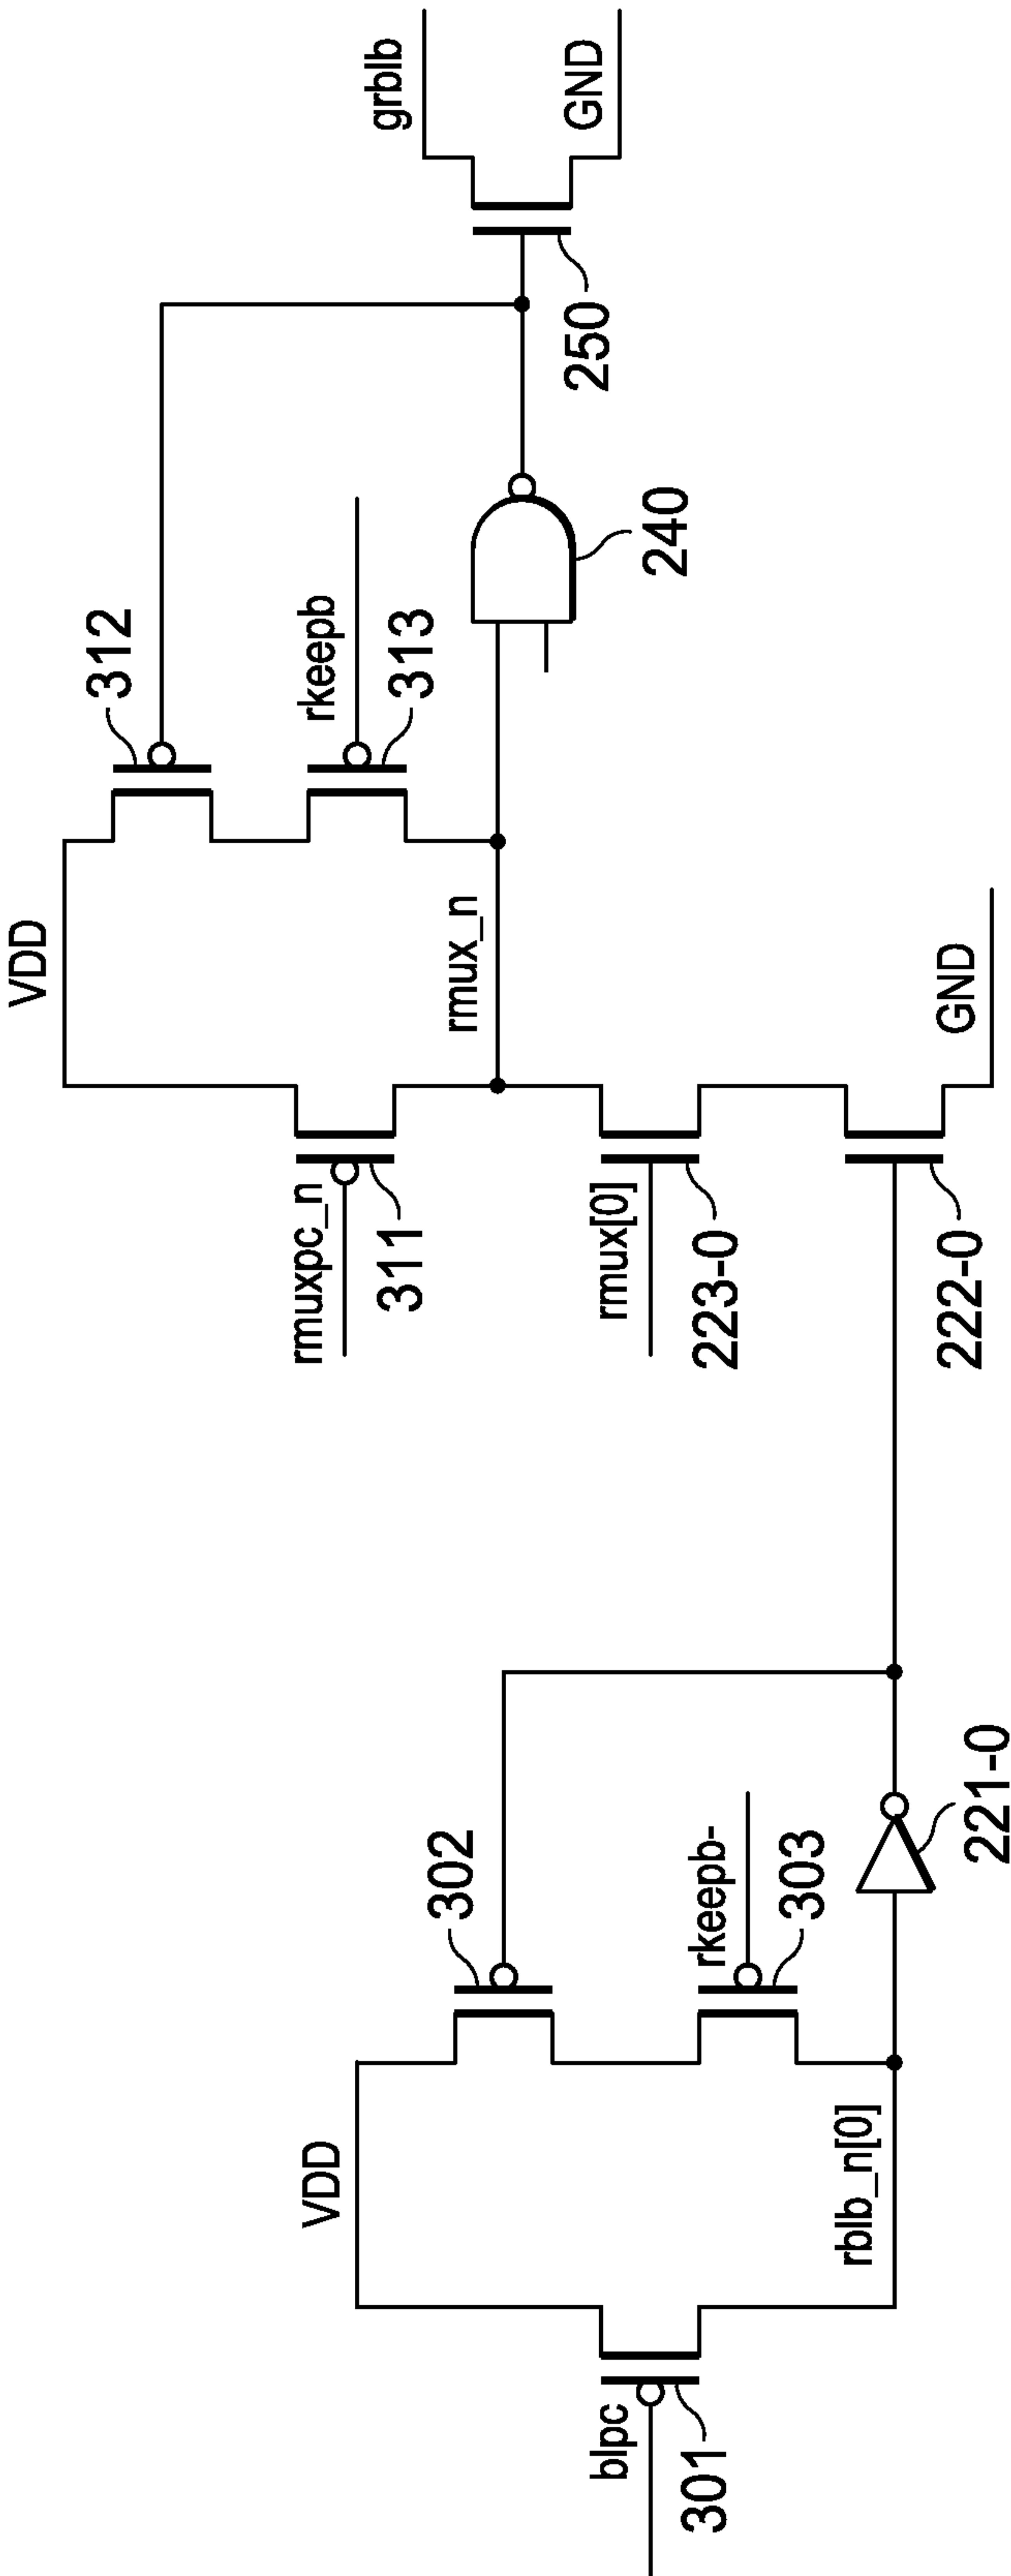 VDD
blpc
301
302
rkeepb-
303
rblb_n[0]
221-0
VDD
rmuxpc_n
311
312
rkeepb
313
rmux_n
rmux[0]
223-0
222-0
GND
240
250
grblb
GND